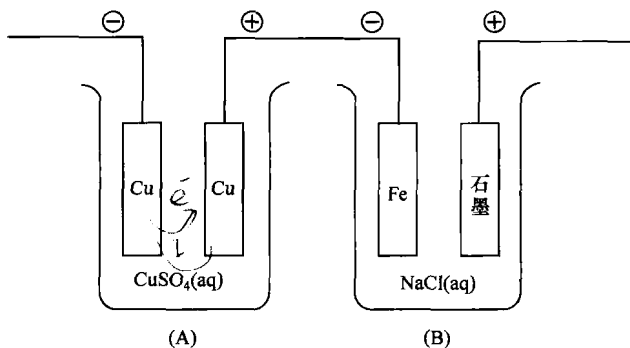 ⊖ ⊕ ⊖ ⊕
Cu Cu Fe 石墨
CuSO₄(aq) NaCl(aq)
(A) (B)